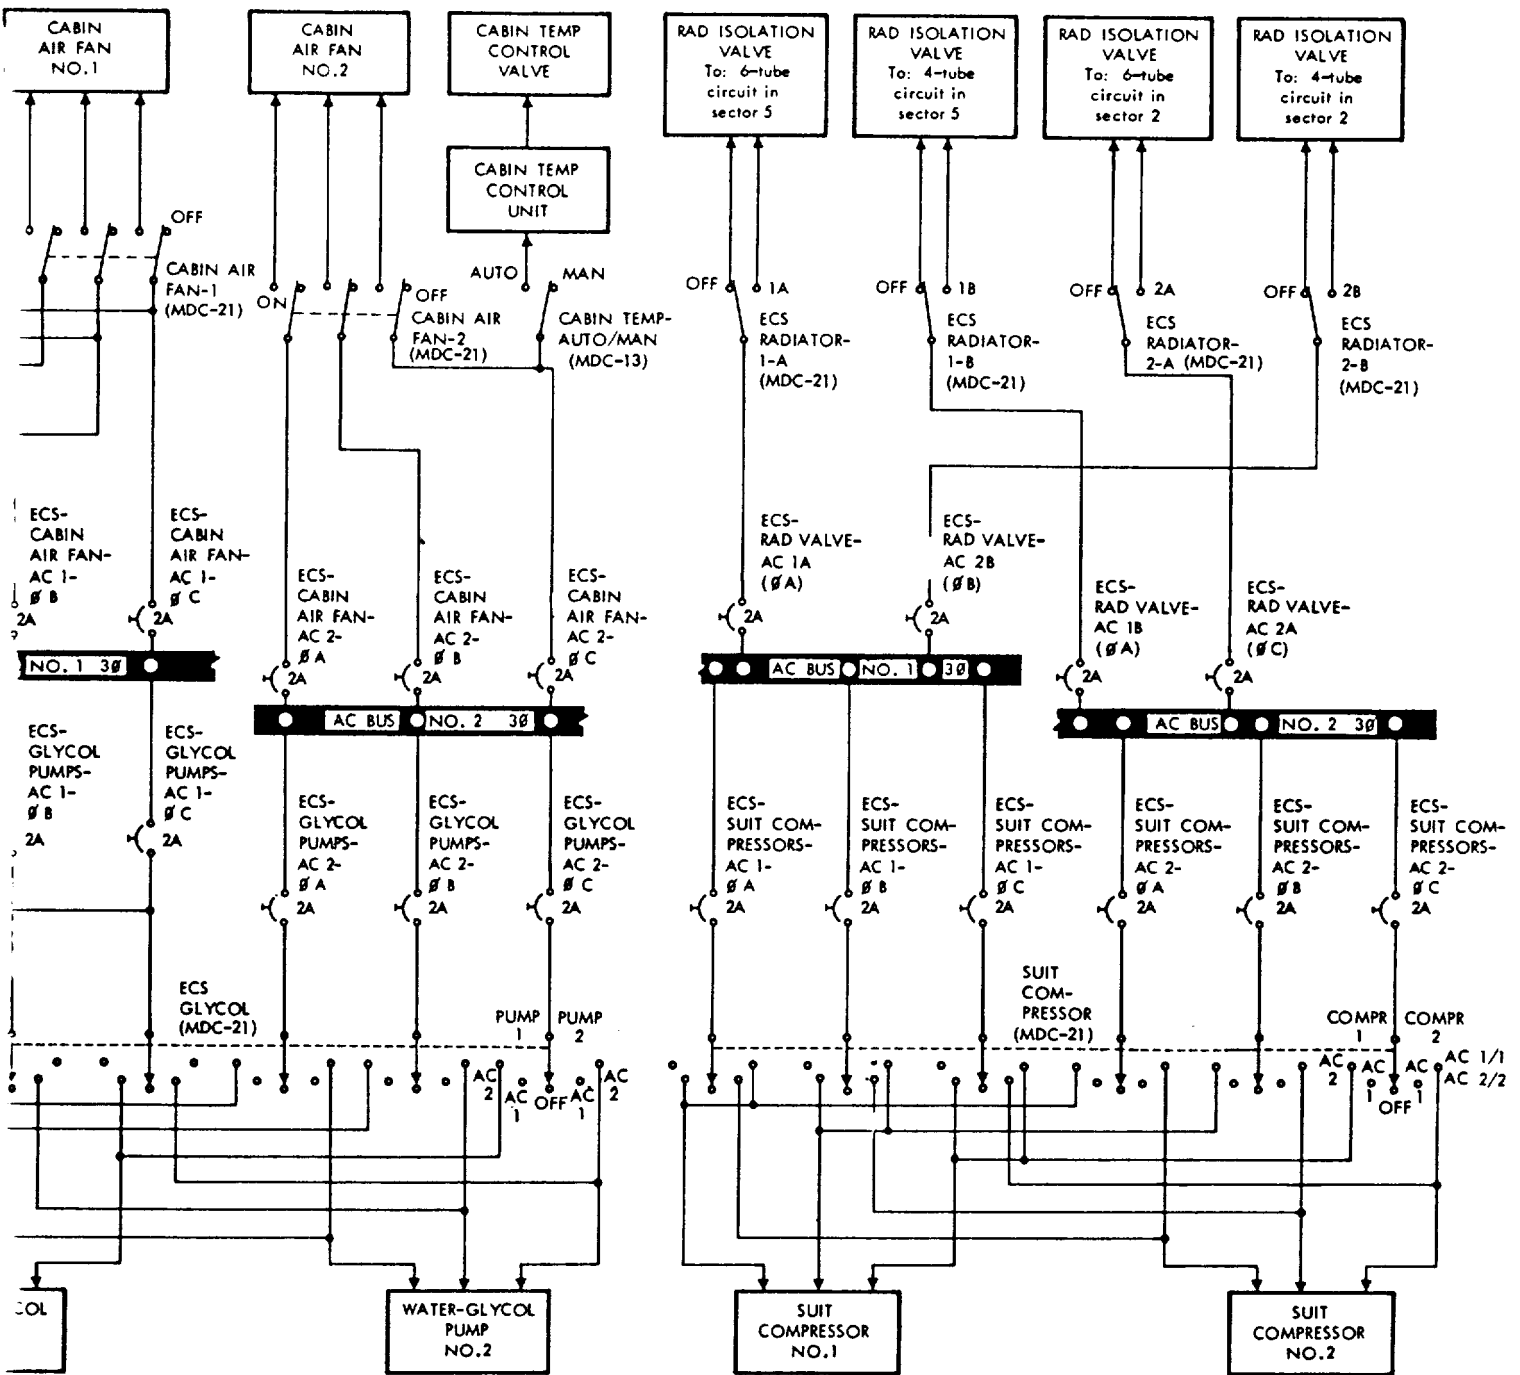 CABIN
AIR FAN
NO.1
CABIN
AIR FAN
NO.2
CABIN TEMP
CONTROL
VALVE
RAD ISOLATION
VALVE
To: 6-tube
circuit in
sector 5
RAD ISOLATION
VALVE
To: 4-tube
circuit in
sector 5
RAD ISOLATION
VALVE
To: 6-tube
circuit in
sector 2
RAD ISOLATION
VALVE
To: 4-tube
circuit in
sector 2
CABIN TEMP
CONTROL
UNIT
OFF
CABIN AIR
FAN-1
(MDC-21)
ON
OFF
CABIN AIR
FAN-2
(MDC-21)
AUTO
MAN
CABIN TEMP-
AUTO/MAN
(MDC-13)
OFF
1A
ECS
RADIATOR-
1-A
(MDC-21)
OFF
1B
ECS
RADIATOR-
1-B
(MDC-21)
OFF
2A
ECS
RADIATOR-
2-A (MDC-21)
OFF
2B
ECS
RADIATOR-
2-B
(MDC-21)
ECS-
CABIN
AIR FAN-
AC 1-
Ø B
2A
ECS-
CABIN
AIR FAN-
AC 1-
Ø C
2A
ECS-
CABIN
AIR FAN-
AC 2-
Ø A
2A
ECS-
CABIN
AIR FAN-
AC 2-
Ø B
2A
ECS-
CABIN
AIR FAN-
AC 2-
Ø C
2A
ECS-
RAD VALVE-
AC 1A
(ØA)
2A
ECS-
RAD VALVE-
AC 2B
(ØB)
2A
ECS-
RAD VALVE-
AC 1B
(ØA)
2A
ECS-
RAD VALVE-
AC 2A
(ØC)
2A
NO. 1 3Ø
AC BUS NO. 2 3Ø
AC BUS NO. 1 3Ø
AC BUS NO. 2 3Ø
ECS-
GLYCOL
PUMPS-
AC 1-
Ø B
2A
ECS-
GLYCOL
PUMPS-
AC 1-
Ø C
2A
ECS-
GLYCOL
PUMPS-
AC 2-
Ø A
2A
ECS-
GLYCOL
PUMPS-
AC 2-
Ø B
2A
ECS-
GLYCOL
PUMPS-
AC 2-
Ø C
2A
ECS-
SUIT COM-
PRESSORS-
AC 1-
Ø A
2A
ECS-
SUIT COM-
PRESSORS-
AC 1-
Ø B
2A
ECS-
SUIT COM-
PRESSORS-
AC 1-
Ø C
2A
ECS-
SUIT COM-
PRESSORS-
AC 2-
Ø A
2A
ECS-
SUIT COM-
PRESSORS-
AC 2-
ØB
2A
ECS-
SUIT COM-
PRESSORS-
AC 2-
Ø C
2A
ECS
GLYCOL
(MDC-21)
PUMP
1
PUMP
2
AC
2
AC
1
OFF
AC
1
AC
2
SUIT
COM-
PRESSOR
(MDC-21)
COMPR
1
COMPR
2
AC
2
AC
1
OFF
AC
1
AC 1/1
AC 2/2
COL
WATER-GLYCOL
PUMP
NO.2
SUIT
COMPRESSOR
NO.1
SUIT
COMPRESSOR
NO.2